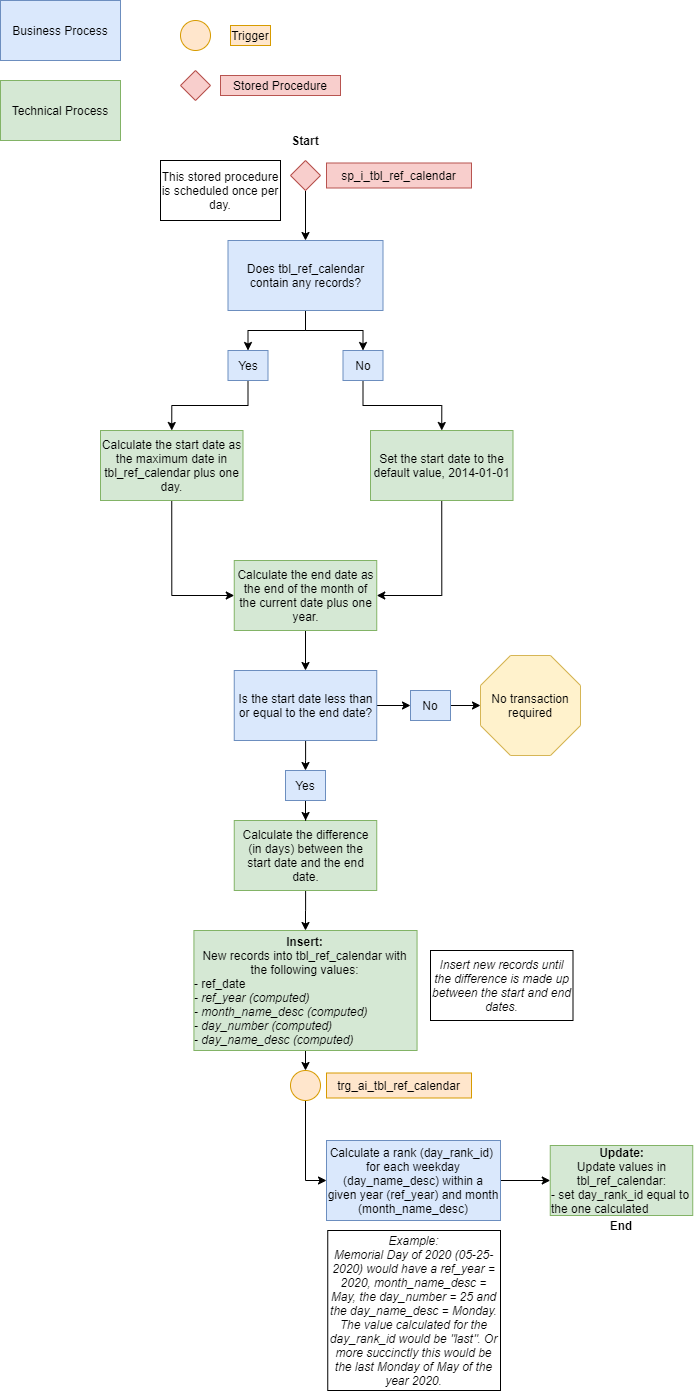 Business Process
Trigger
Stored Procedure
Technical Process
Start
This stored procedure
is scheduled once per
day.
sp_i_tbl_ref_calendar
Does tbl_ref_calendar
contain any records?
Yes
No
Calculate the start date as
the maximum date in
tbl_ref_calendar plus one
day.
Set the start date to the
default value, 2014-01-01
Calculate the end date as
the end of the month of
the current date plus one
year.
Is the start date less than
or equal to the end date?
No
No transaction
required
Yes
Calculate the difference
(in days) between the
start date and the end
date.
Insert:
New records into tbl_ref_calendar with
the following values:
- ref_date
- ref_year (computed)
- month_name_desc (computed)
- day_number (computed)
- day_name_desc (computed)
Insert new records until
the difference is made up
between the start and end
dates.
trg_ai_tbl_ref_calendar
Calculate a rank (day_rank_id)
for each weekday
(day_name_desc) within a
given year (ref_year) and month
(month_name_desc)
Update:
Update values in
tbl_ref_calendar:
- set day_rank_id equal to
the one calculated
End
Example:
Memorial Day of 2020 (05-25-
2020) would have a ref_year =
2020, month_name_desc =
May, the day_number = 25 and
the day_name_desc = Monday.
The value calculated for the
day_rank_id would be "last". Or
more succinctly this would be
the last Monday of May of the
year 2020.